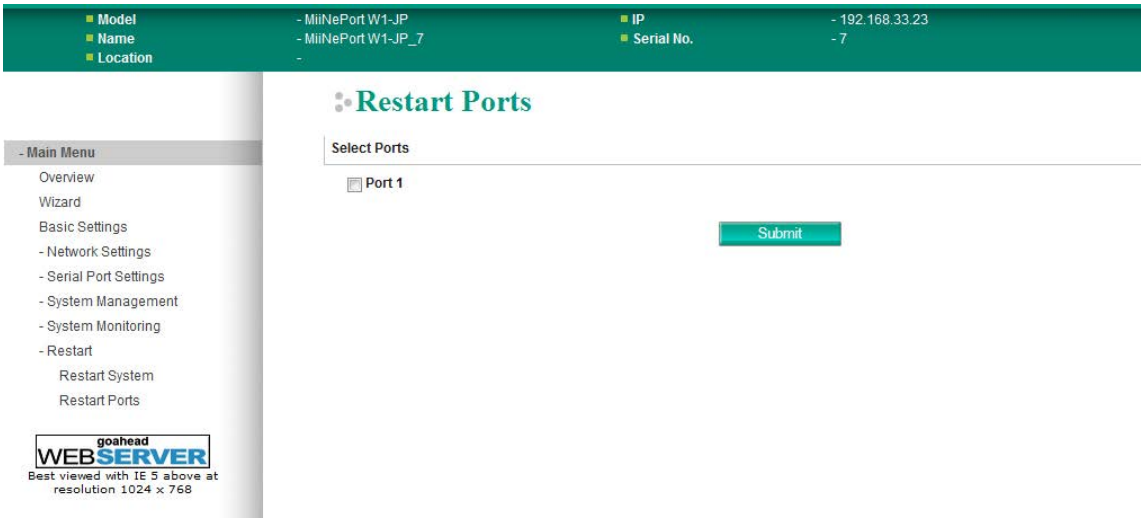 Model - MiiNePort W1-JP IP - 192.168.33.23
Name - MiiNePort W1-JP_7 Serial No. - 7
Location -
Restart Ports
Select Ports
Port 1
Submit
- Main Menu
Overview
Wizard
Basic Settings
- Network Settings
- Serial Port Settings
- System Management
- System Monitoring
- Restart
Restart System
Restart Ports
goahead
WEBSERVER
Best viewed with IE 5 above at
resolution 1024 x 768